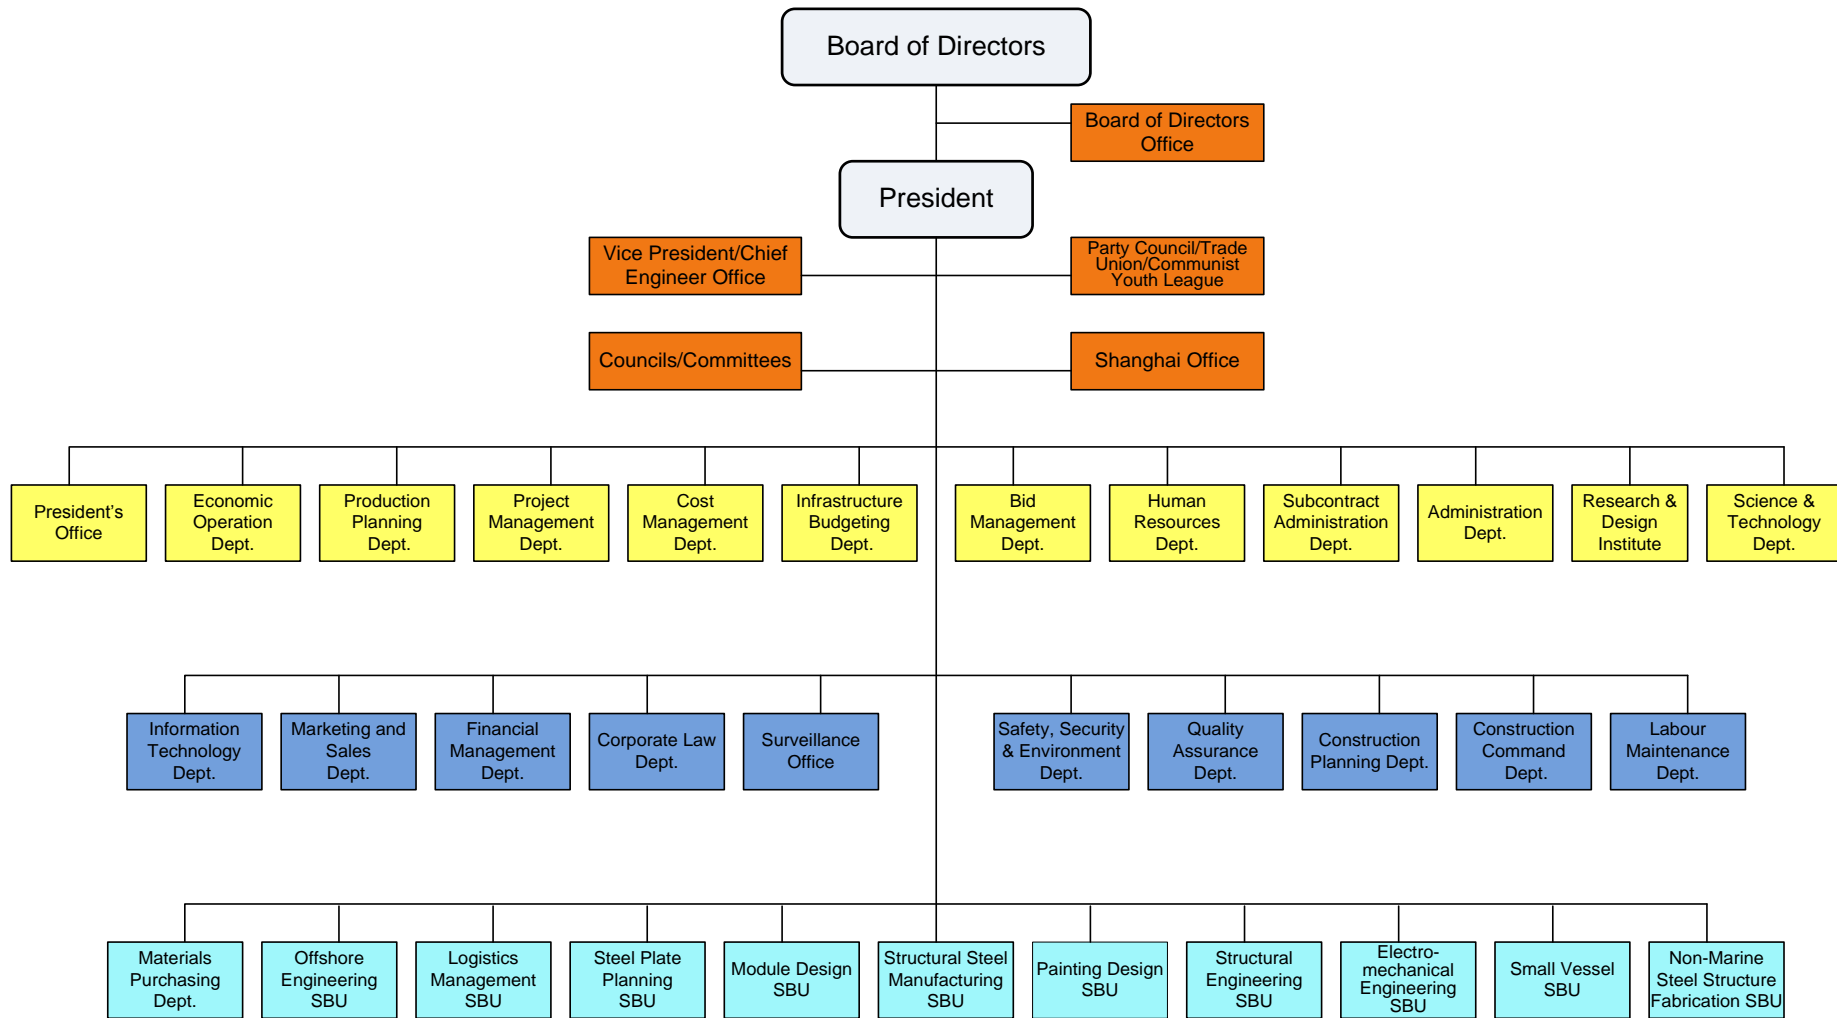 Board of Directors
Board of Directors
Office
President
Vice President/Chief
Engineer Office
Party Council/Trade
Union/Communist
Youth League
Councils/Committees
Shanghai Office
President's
Office
Economic
Operation
Dept.
Production
Planning
Dept.
Project
Management
Dept.
Cost
Management
Dept.
Infrastructure
Budgeting
Dept.
Bid
Management
Dept.
Human
Resources
Dept.
Subcontract
Administration
Dept.
Administration
Dept.
Research &
Design
Institute
Science &
Technology
Dept.
Information
Technology
Dept.
Marketing and
Sales
Dept.
Financial
Management
Dept.
Corporate Law
Dept.
Surveillance
Office
Safety, Security
& Environment
Dept.
Quality
Assurance
Dept.
Construction
Planning Dept.
Construction
Command
Dept.
Labour
Maintenance
Dept.
Materials
Purchasing
Dept.
Offshore
Engineering
SBU
Logistics
Management
SBU
Steel Plate
Planning
SBU
Module Design
SBU
Structural Steel
Manufacturing
SBU
Painting Design
SBU
Structural
Engineering
SBU
Electro-
mechanical
Engineering
SBU
Small Vessel
SBU
Non-Marine
Steel Structure
Fabrication SBU